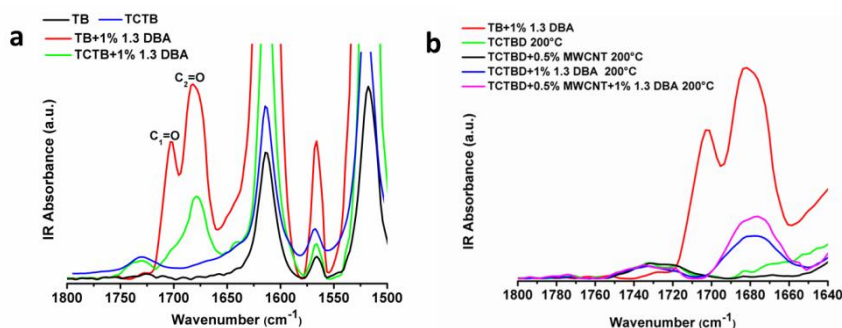 a
TB
TCTB
TB+1% 1.3 DBA
TCTB+1% 1.3 DBA
C₂=O
C₁=O
IR Absorbance (a.u.)
1800 1750 1700 1650 1600 1550 1500
Wavenumber (cm⁻¹)
b
TB+1% 1.3 DBA
TCTBD 200°C
TCTBD+0.5% MWCNT 200°C
TCTBD+1% 1.3 DBA 200°C
TCTBD+0.5% MWCNT+1% 1.3 DBA 200°C
IR Absorbance (a.u.)
1800 1780 1760 1740 1720 1700 1680 1660 1640
Wavenumber (cm⁻¹)